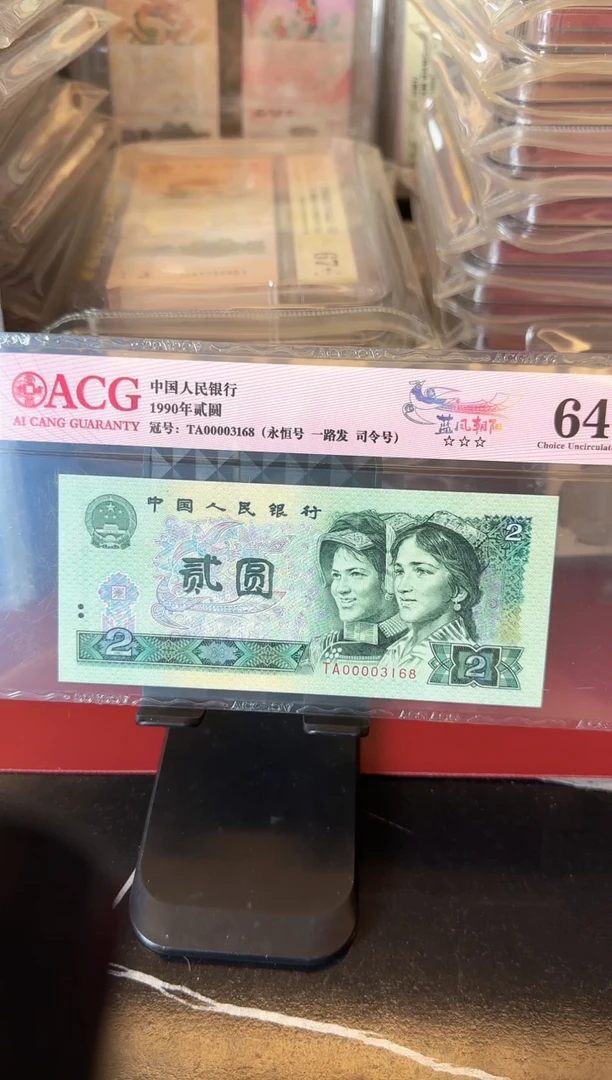 ACG
AI CANG GUARANTY
中国人民银行
1990年贰圆
冠号：TA00003168（永恒号 一路发 司令号）
蓝凤朝阳
☆☆☆
64
Choice Uncirculate
中国人民银行
贰圆
2
2
2
TA00003168